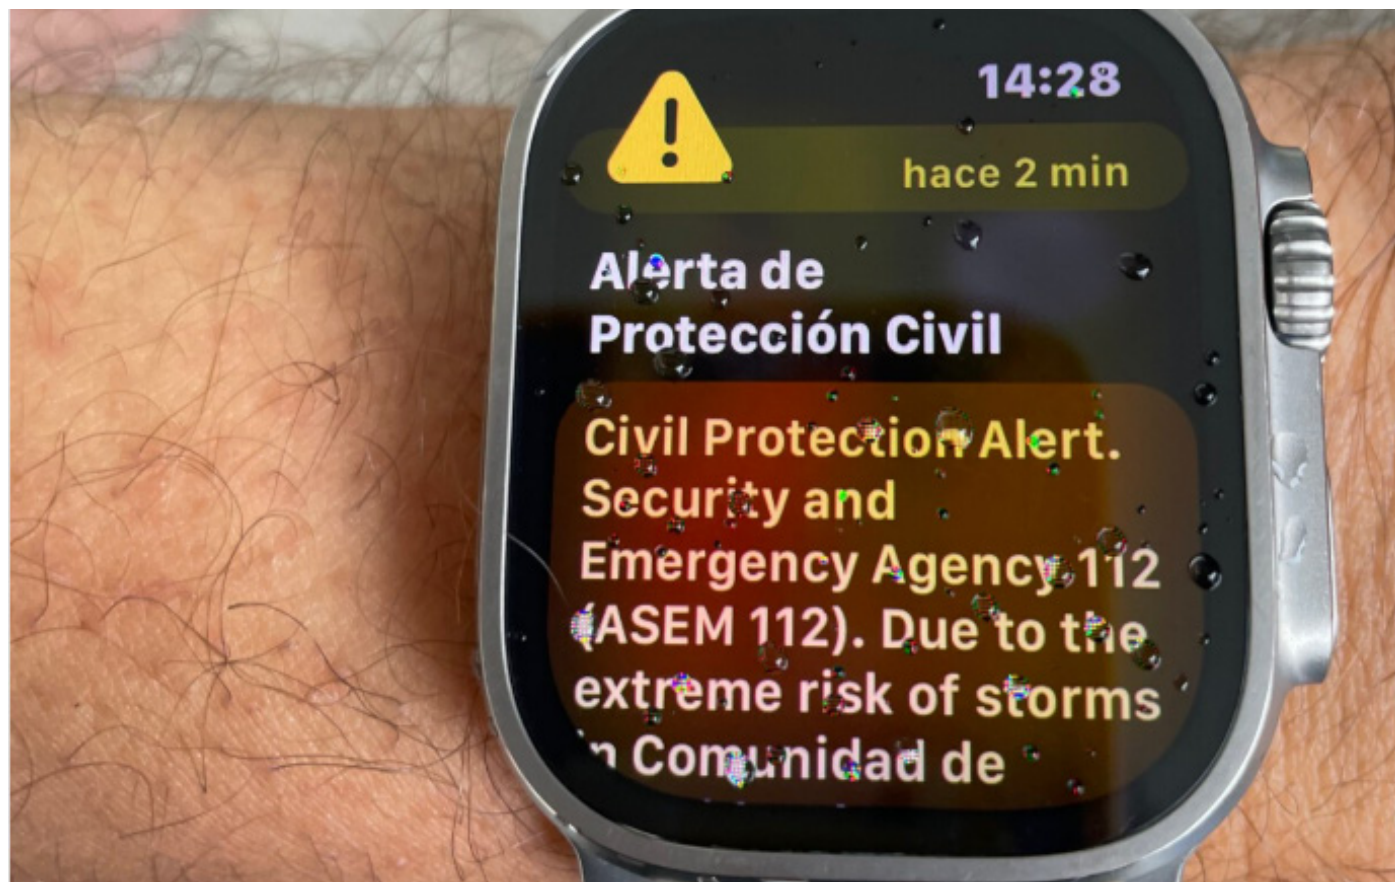 14:28
hace 2 min
Alerta de
Protección Civil
Civil Protection Alert.
Security and
Emergency Agency 112
(ASEM 112). Due to the
extreme risk of storms
in Comunidad de